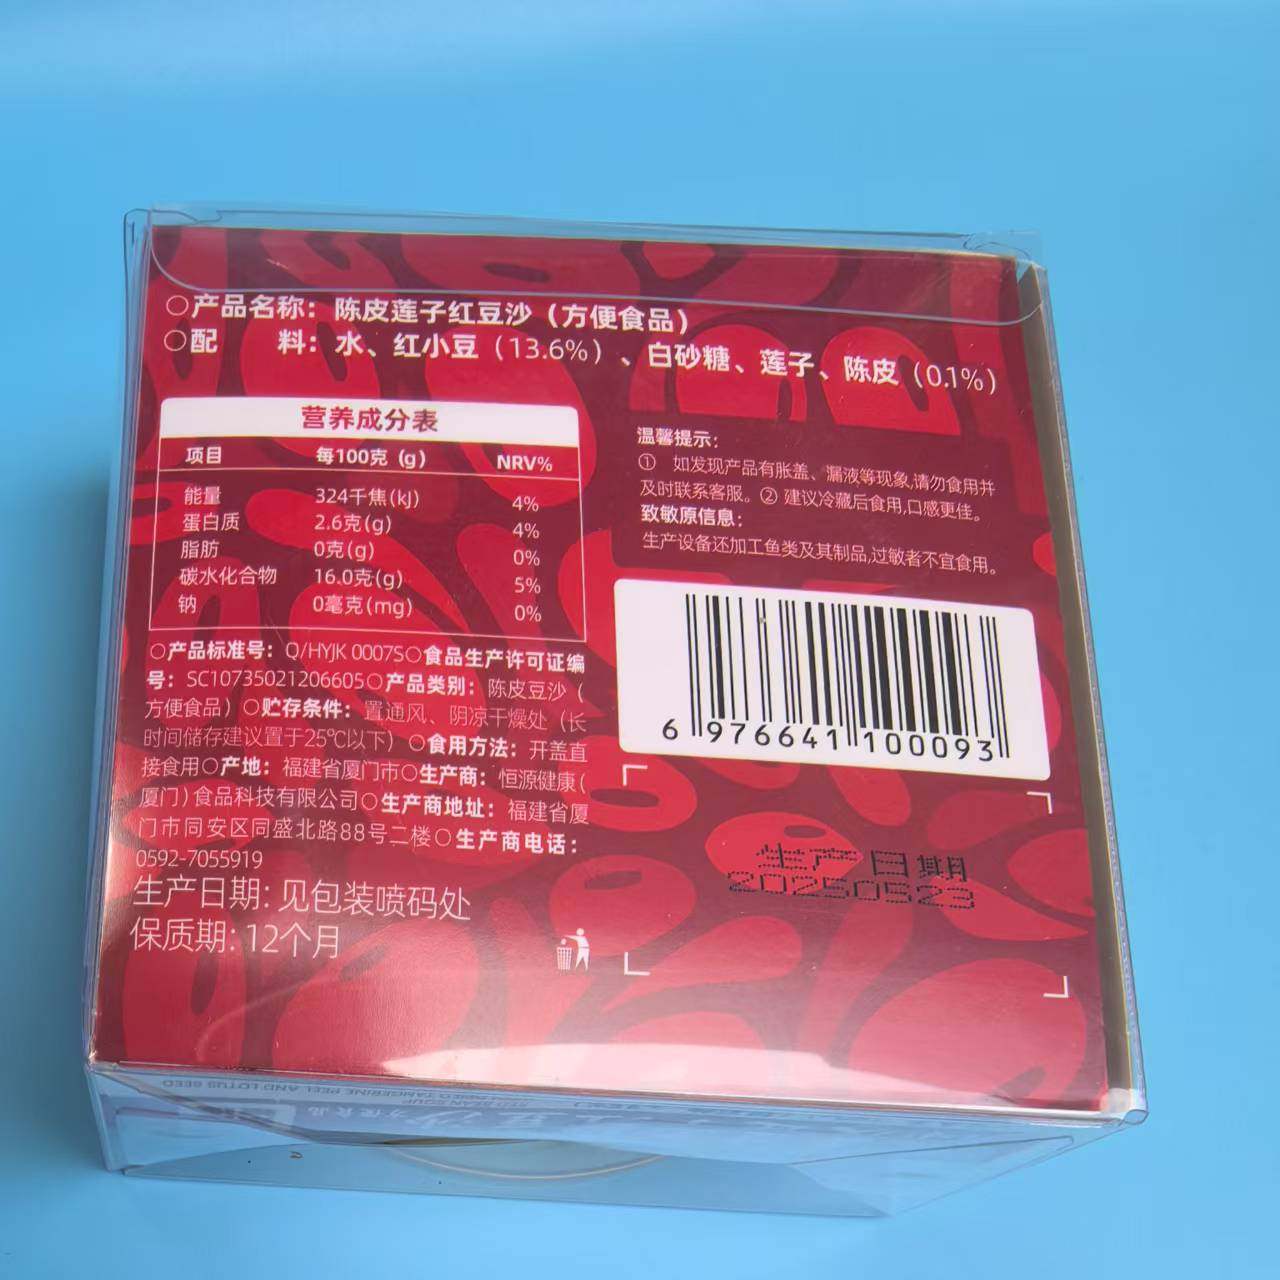 ○产品名称：陈皮莲子红豆沙（方便食品）
○配 料：水、红小豆（13.6%）、白砂糖、莲子、陈皮（0.1%）
营养成分表
项目 每100克 (g) NRV%
能量 324千焦(kJ) 4%
蛋白质 2.6克(g) 4%
脂肪 0克(g) 0%
碳水化合物 16.0克(g) 5%
钠 0毫克(mg) 0%
○产品标准号：Q/HYJK 0007S○食品生产许可证编
号：SC10735021206605○产品类别：陈皮豆沙（
方便食品）○贮存条件：置通风、阴凉干燥处（长
时间储存建议置于25℃以下）○食用方法：开盖直
接食用○产地：福建省厦门市○生产商：恒源健康(
厦门)食品科技有限公司○生产商地址：福建省厦
门市同安区同盛北路88号二楼○生产商电话：
0592-7055919
生产日期: 见包装喷码处
保质期: 12个月
温馨提示：
① 如发现产品有胀盖、漏液等现象,请勿食用并
及时联系客服。② 建议冷藏后食用,口感更佳。
致敏原信息：
生产设备还加工鱼类及其制品,过敏者不宜食用。
6 976641 100093
生产日期
20250523
TANGERINE PEEL AND LOTUS SEED
方便食品